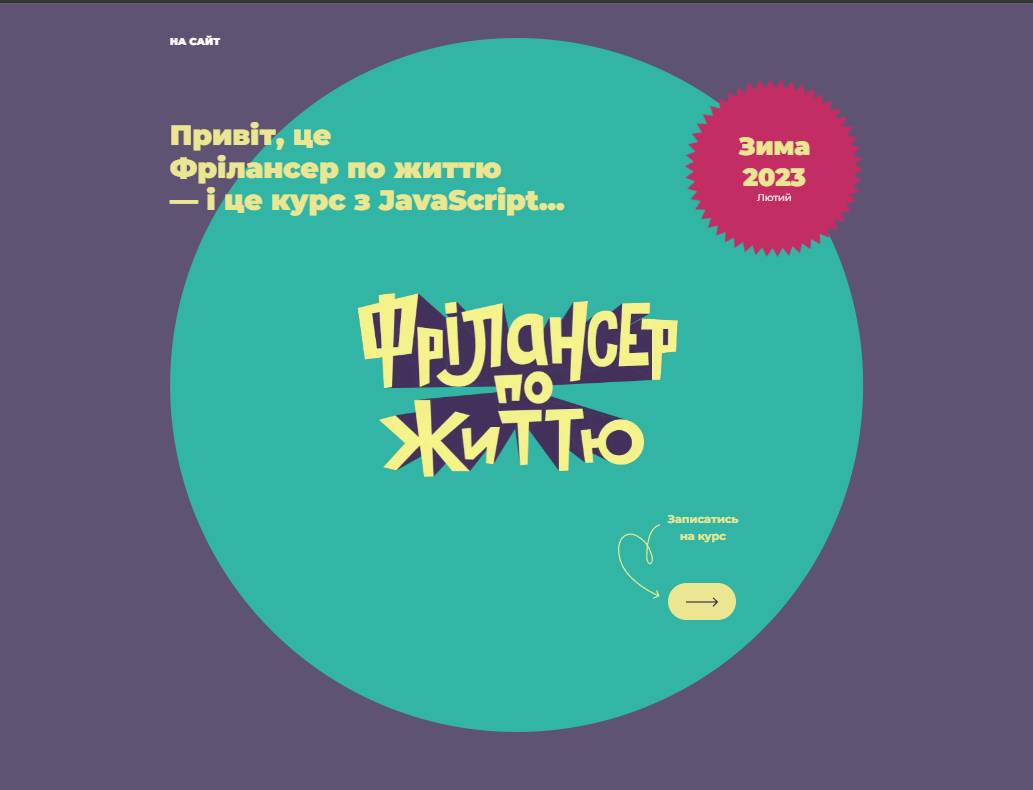 НА САЙТ
Привіт, це
Фрілансер по життю
— і це курс з JavaScript...
Зима
2023
Лютий
Фрілансер
по
життю
Записатись
на курс